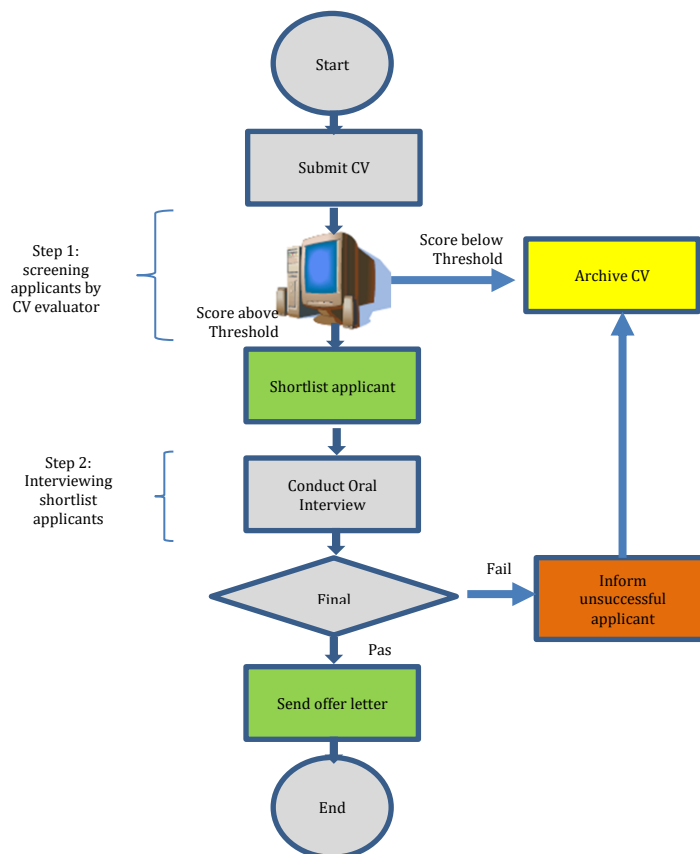 Start
Submit CV
Step 1:
screening
applicants by
CV evaluator
Score below
Threshold
Archive CV
Score above
Threshold
Shortlist applicant
Step 2:
Interviewing
shortlist
applicants
Conduct Oral
Interview
Final
Fail
Inform
unsuccessful
applicant
Pas
Send offer letter
End